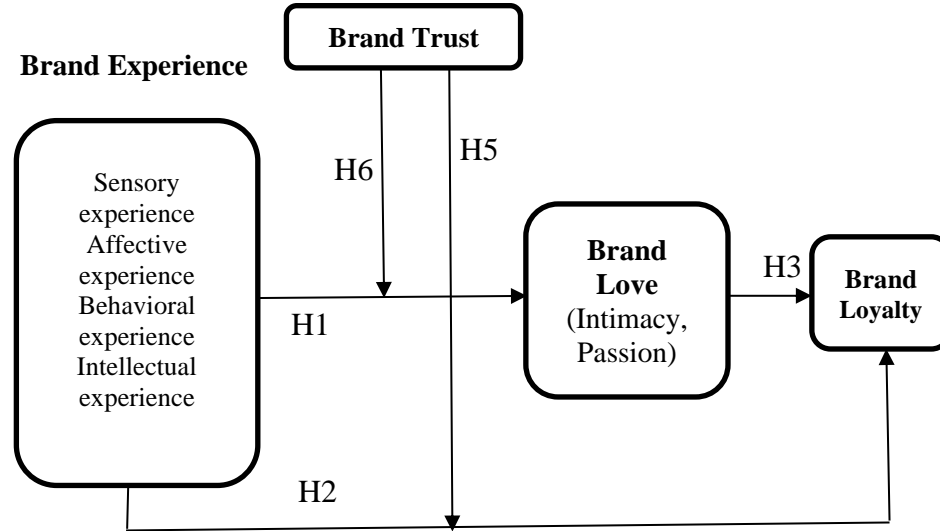 Brand Trust
Brand Experience
Sensory
experience
Affective
experience
Behavioral
experience
Intellectual
experience
H6
H5
H1
Brand
Love
(Intimacy,
Passion)
H3
Brand
Loyalty
H2